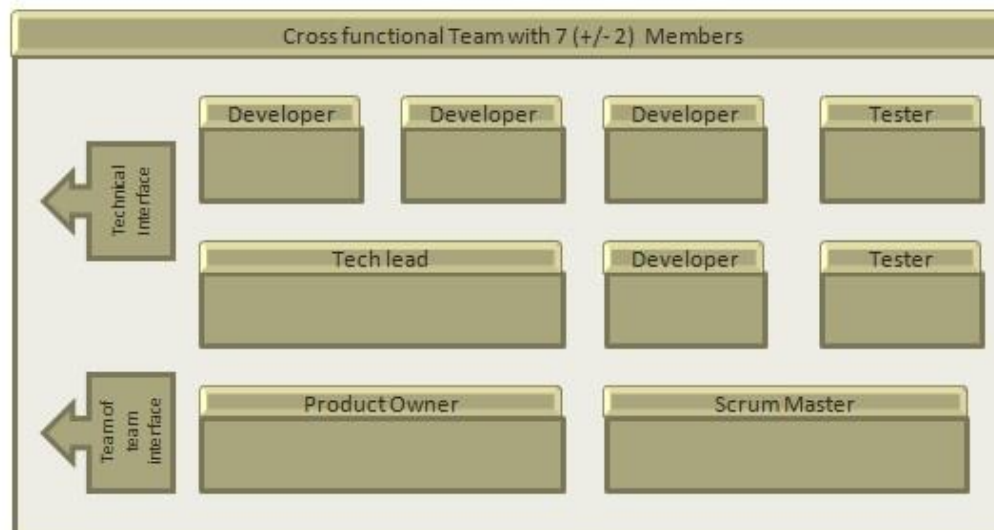 Cross functional Team with 7 (+/- 2) Members
Developer
Developer
Developer
Tester
Technical
Interface
Tech lead
Developer
Tester
Team of
team
interface
Product Owner
Scrum Master